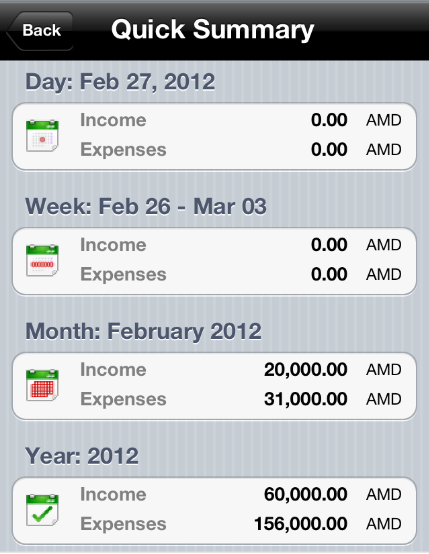 Back
Quick Summary
Day: Feb 27, 2012
Income 0.00 AMD
Expenses 0.00 AMD
Week: Feb 26 - Mar 03
Income 0.00 AMD
Expenses 0.00 AMD
Month: February 2012
Income 20,000.00 AMD
Expenses 31,000.00 AMD
Year: 2012
Income 60,000.00 AMD
Expenses 156,000.00 AMD